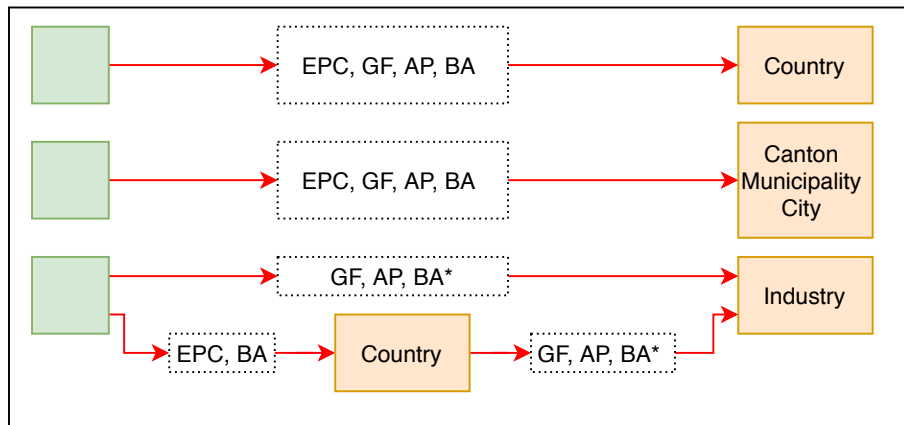 EPC, GF, AP, BA
Country
EPC, GF, AP, BA
Canton
Municipality
City
GF, AP, BA*
Industry
EPC, BA
Country
GF, AP, BA*